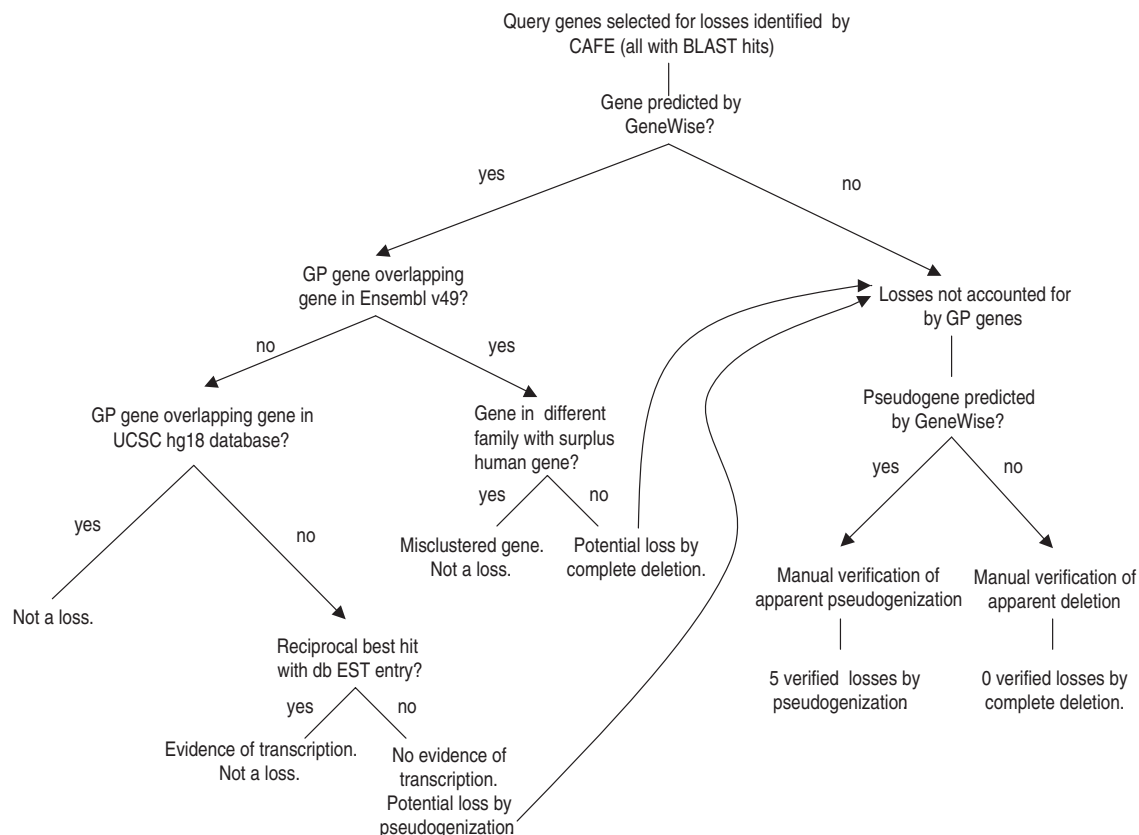 Query genes selected for losses identified by
CAFE (all with BLAST hits)
Gene predicted by
GeneWise?
yes
no
GP gene overlapping
gene in Ensembl v49?
Losses not accounted for
by GP genes
no
yes
GP gene overlapping gene in
UCSC hg18 database?
Gene in different
family with surplus
human gene?
Pseudogene predicted
by GeneWise?
yes
no
yes
no
yes
no
Misclustered gene.
Not a loss.
Potential loss by
complete deletion.
Manual verification of
apparent pseudogenization
Manual verification of
apparent deletion
Not a loss.
Reciprocal best hit
with db EST entry?
5 verified losses by
pseudogenization
0 verified losses by
complete deletion.
yes
no
Evidence of transcription.
Not a loss.
No evidence of
transcription.
Potential loss by
pseudogenization